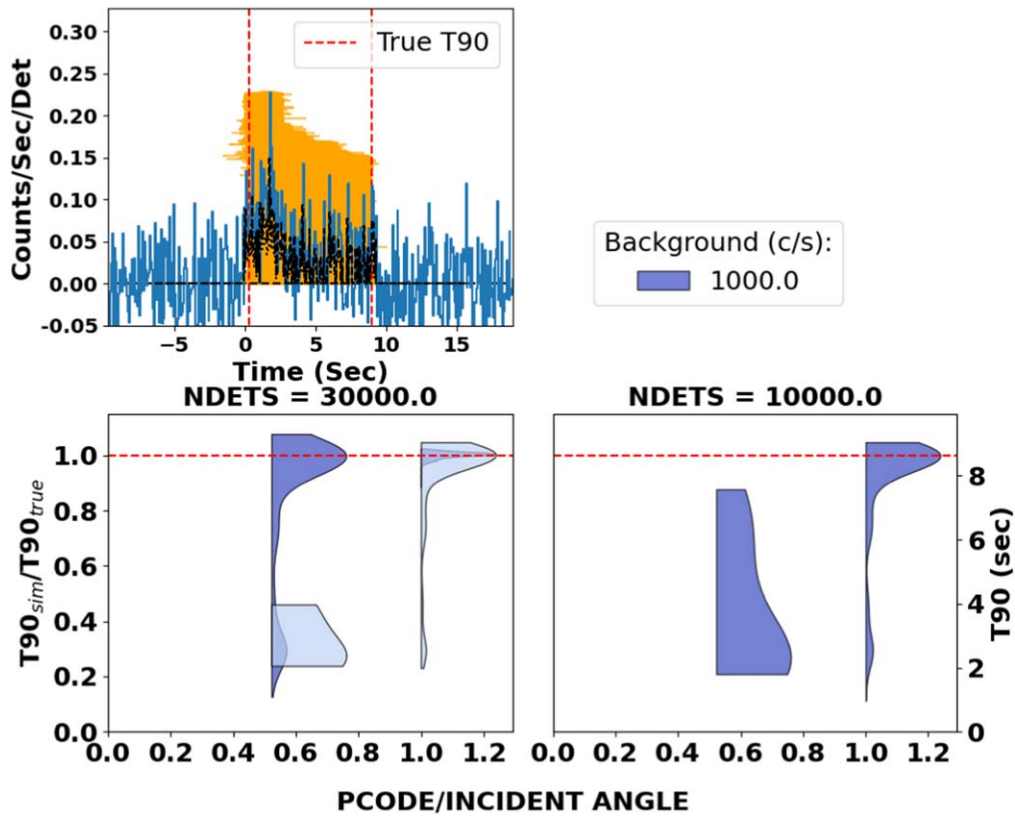 0.30
0.25
0.20
0.15
0.10
0.05
0.00
-0.05
Counts/Sec/Det
True T90
−5 0 5 10 15
Time (Sec)
Background (c/s):
1000.0
NDETS = 30000.0
NDETS = 10000.0
1.0
0.8
0.6
0.4
0.2
0.0
T90sim/T90true
8
6
4
2
0
T90 (sec)
0.0 0.2 0.4 0.6 0.8 1.0 1.2
0.0 0.2 0.4 0.6 0.8 1.0 1.2
PCODE/INCIDENT ANGLE